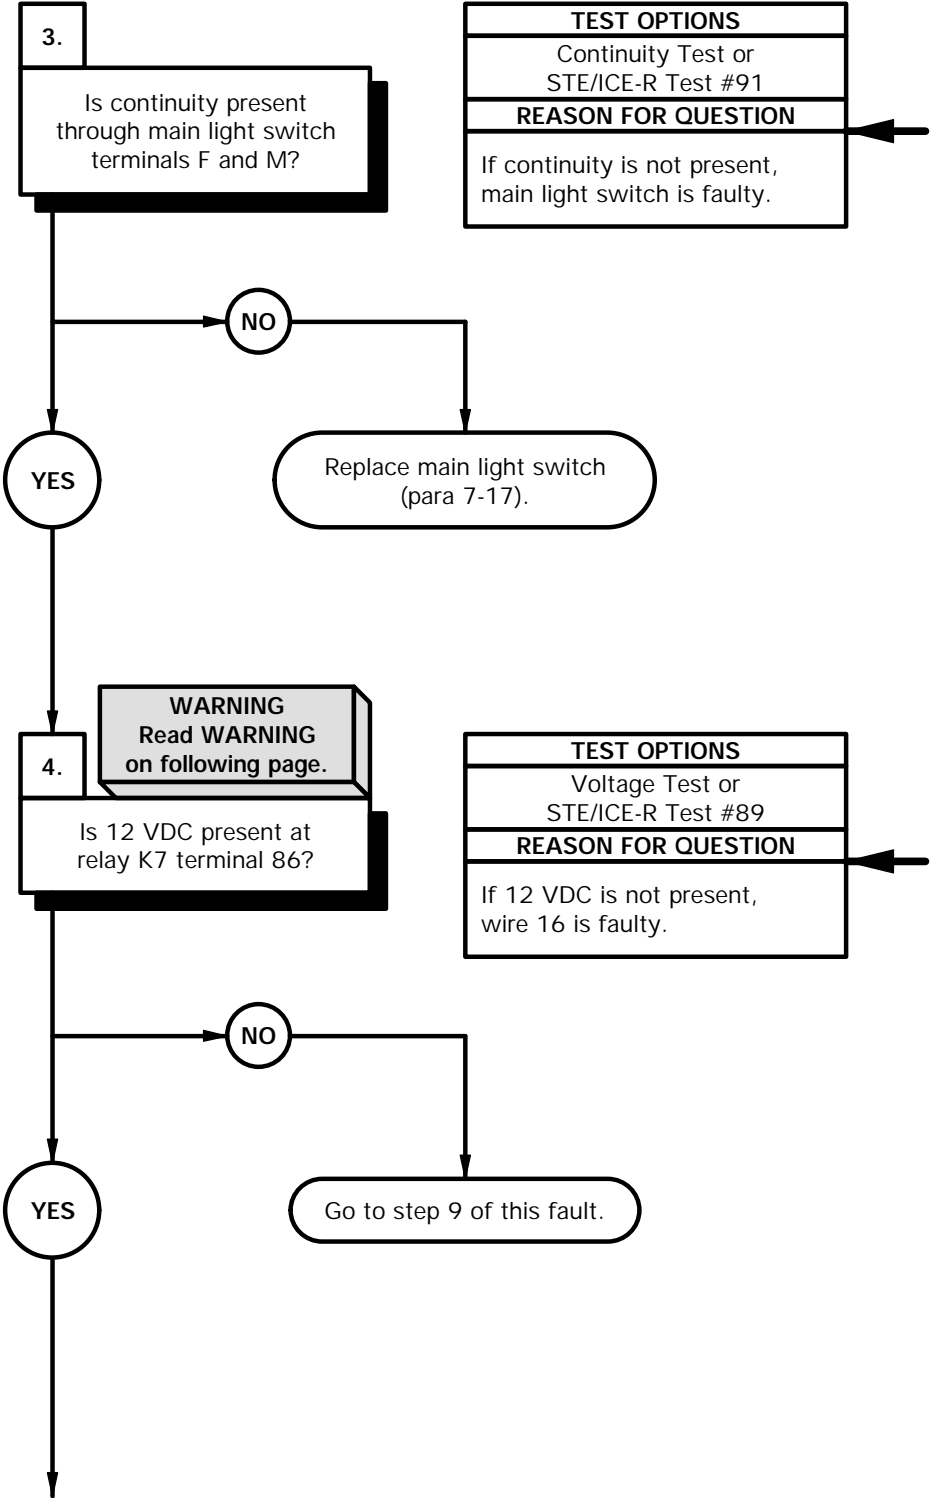 3.
Is continuity present
through main light switch
terminals F and M?
TEST OPTIONS
Continuity Test or
STE/ICE-R Test #91
REASON FOR QUESTION
If continuity is not present,
main light switch is faulty.
NO
YES
Replace main light switch
(para 7-17).
WARNING
Read WARNING
on following page.
4.
Is 12 VDC present at
relay K7 terminal 86?
TEST OPTIONS
Voltage Test or
STE/ICE-R Test #89
REASON FOR QUESTION
If 12 VDC is not present,
wire 16 is faulty.
NO
YES
Go to step 9 of this fault.